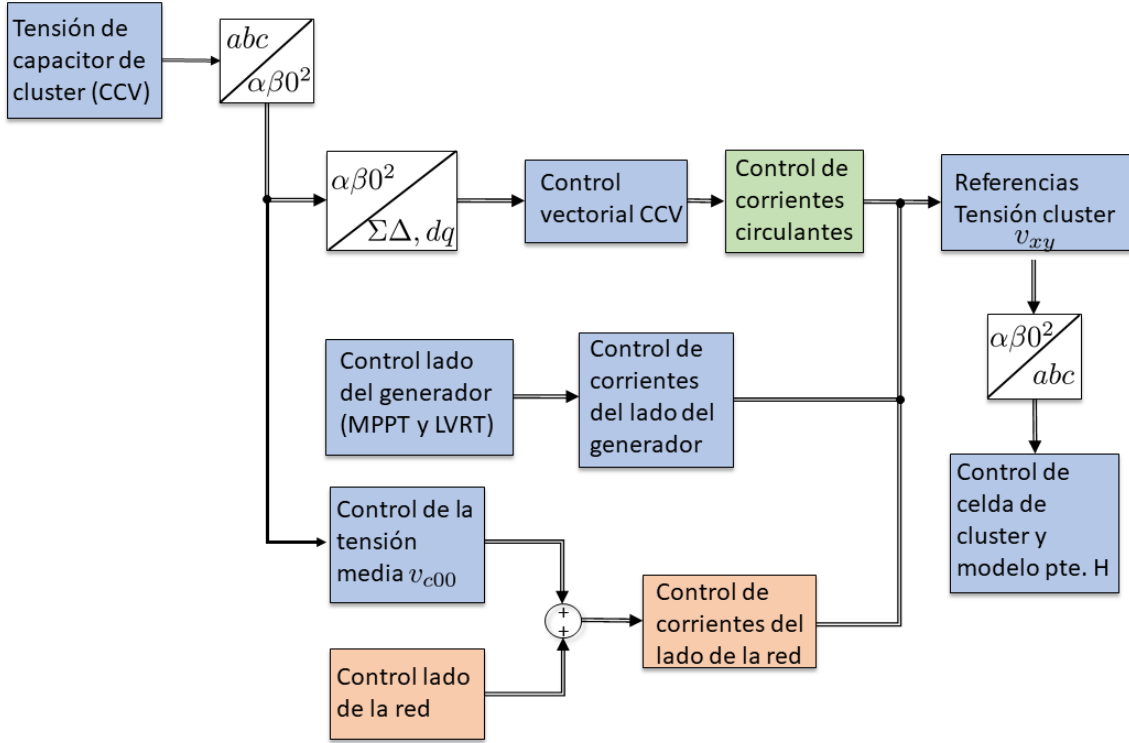 Tensión de
capacitor de
cluster (CCV)
abc
αβ0²
αβ0²
ΣΔ, dq
Control
vectorial CCV
Control de
corrientes
circulantes
Referencias
Tensión cluster
v_xy
αβ0²
abc
Control lado
del generador
(MPPT y LVRT)
Control de
corrientes
del lado del
generador
Control de
celda de
cluster y
modelo pte. H
Control de la
tensión
media v_c00
+
+
Control de
corrientes del
lado de la red
Control lado
de la red